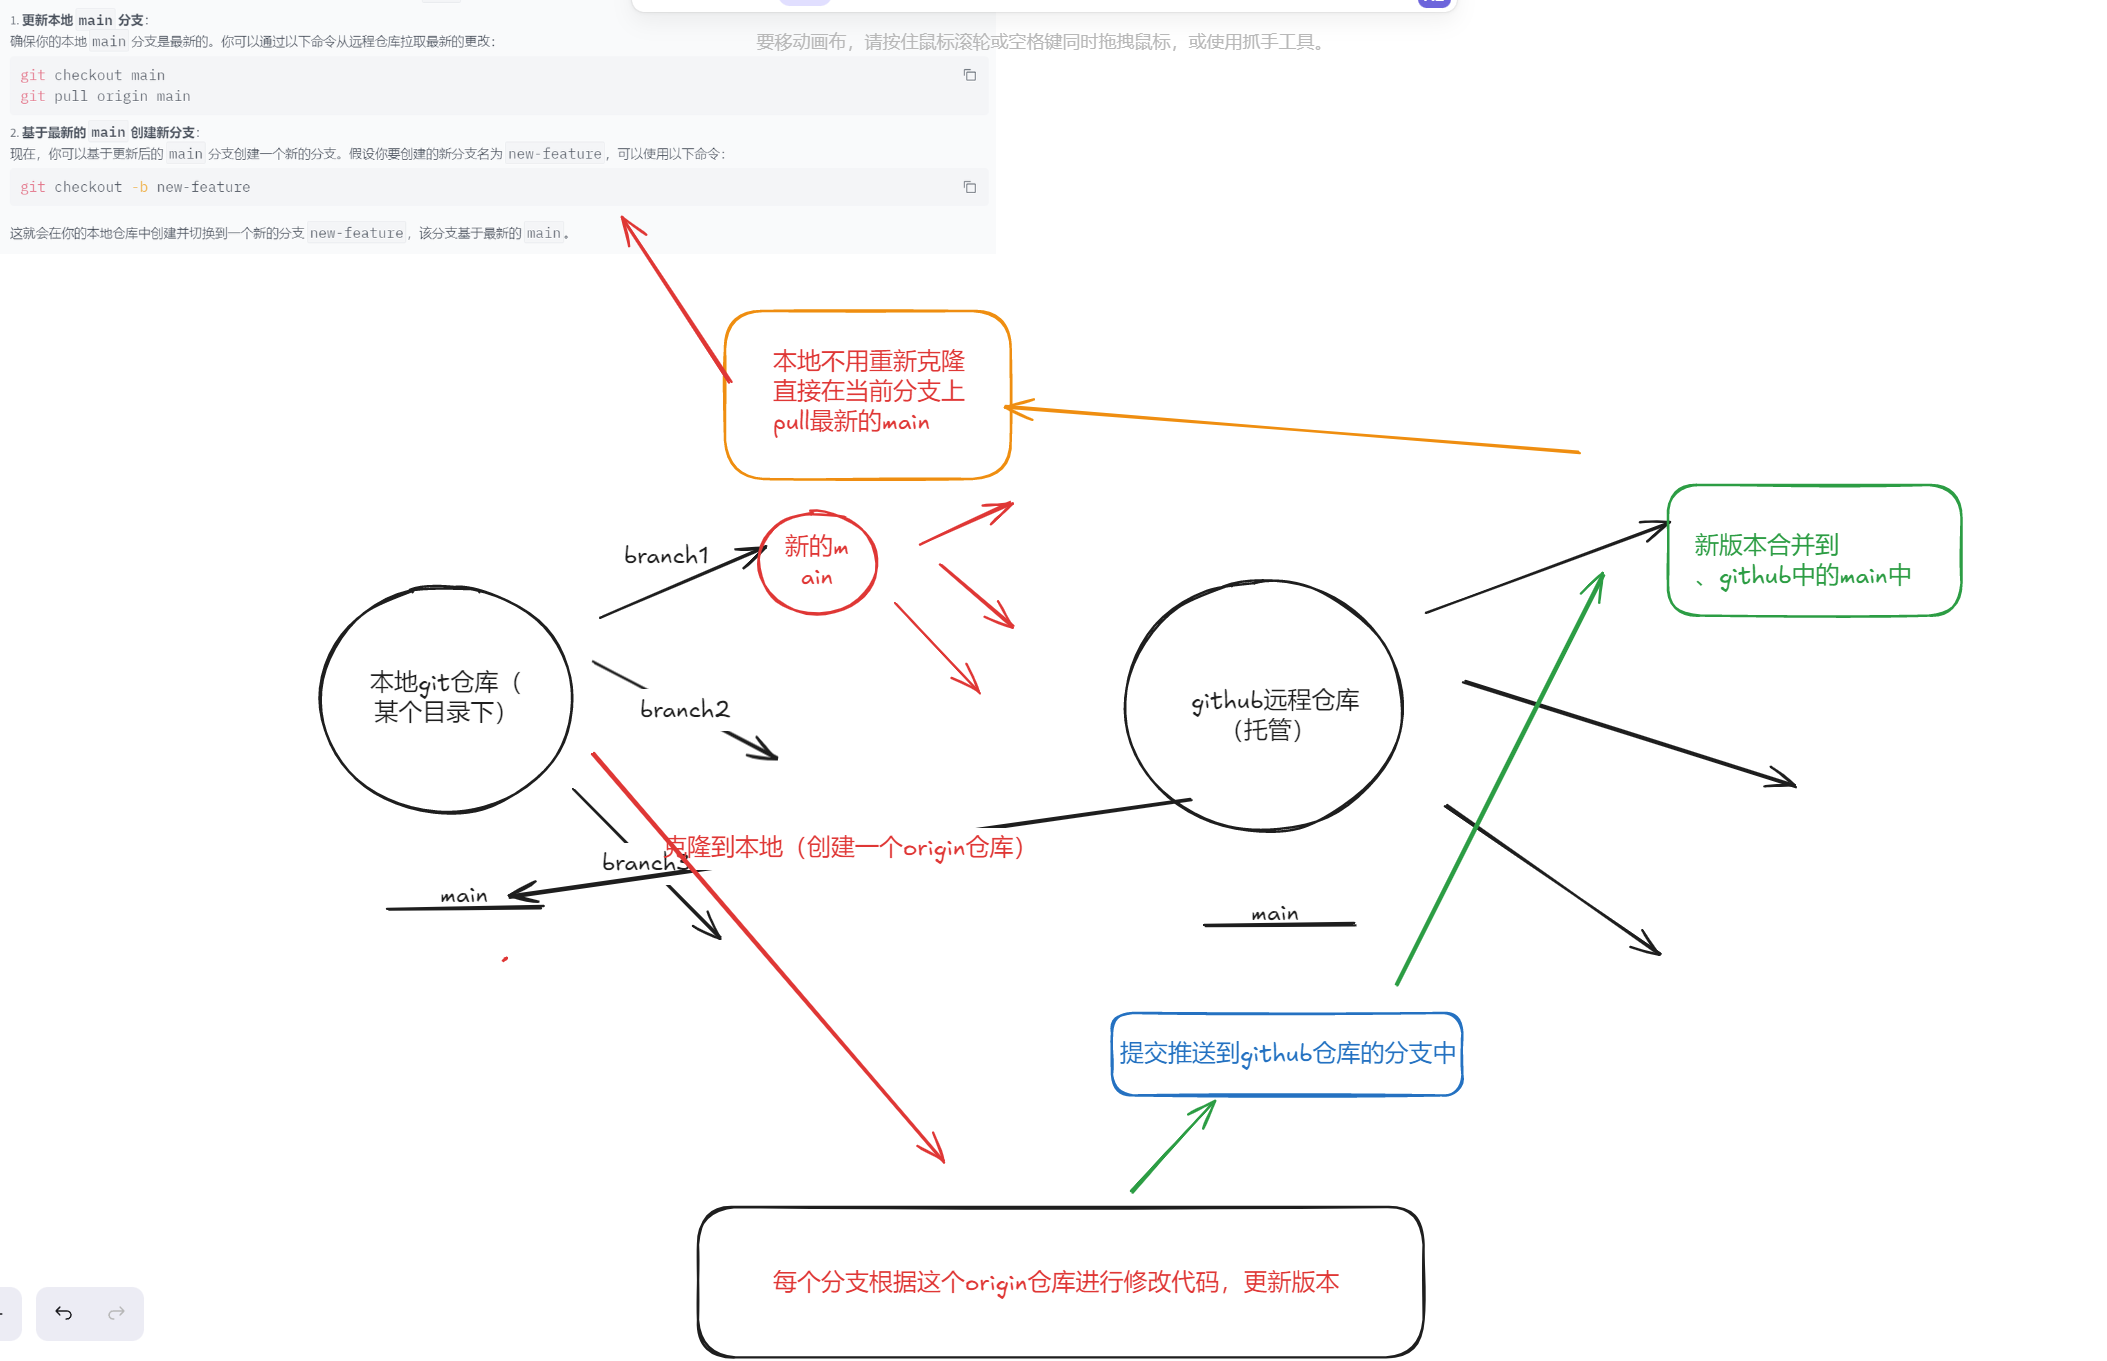 1. 更新本地 main 分支：
确保你的本地 main 分支是最新的。你可以通过以下命令从远程仓库拉取最新的更改：
git checkout main
git pull origin main
2. 基于最新的 main 创建新分支：
现在，你可以基于更新后的 main 分支创建一个新的分支。假设你要创建的新分支名为 new-feature，可以使用以下命令：
git checkout -b new-feature
这就会在你的本地仓库中创建并切换到一个新的分支 new-feature，该分支基于最新的 main。
要移动画布，请按住鼠标滚轮或空格键同时拖拽鼠标，或使用抓手工具。
本地不用重新克隆
直接在当前分支上
pull最新的main
branch1
新的m
ain
新版本合并到
、github中的main中
本地git仓库（
某个目录下）
branch2
github远程仓库
（托管）
克隆到本地（创建一个origin仓库）
branch3
main
main
提交推送到github仓库的分支中
每个分支根据这个origin仓库进行修改代码，更新版本